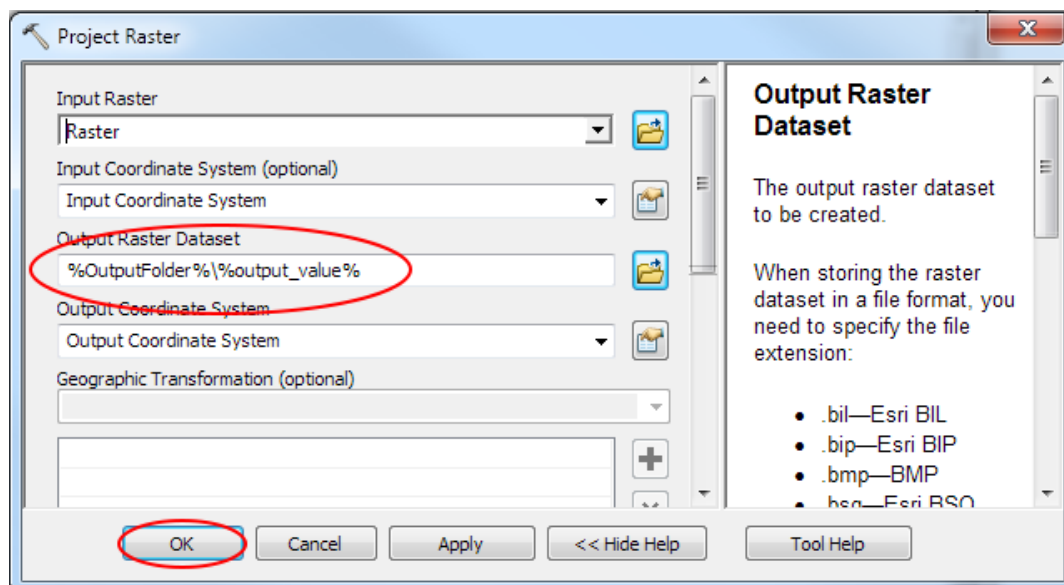 Project Raster
X
Input Raster
Raster
Input Coordinate System (optional)
Input Coordinate System
Output Raster Dataset
%OutputFolder%\%output_value%
Output Coordinate System
Output Coordinate System
Geographic Transformation (optional)
Output Raster
Dataset
The output raster dataset
to be created.
When storing the raster
dataset in a file format, you
need to specify the file
extension:
• .bil—Esri BIL
• .bip—Esri BIP
• .bmp—BMP
• .bsq—Esri BSQ
OK
Cancel
Apply
<< Hide Help
Tool Help